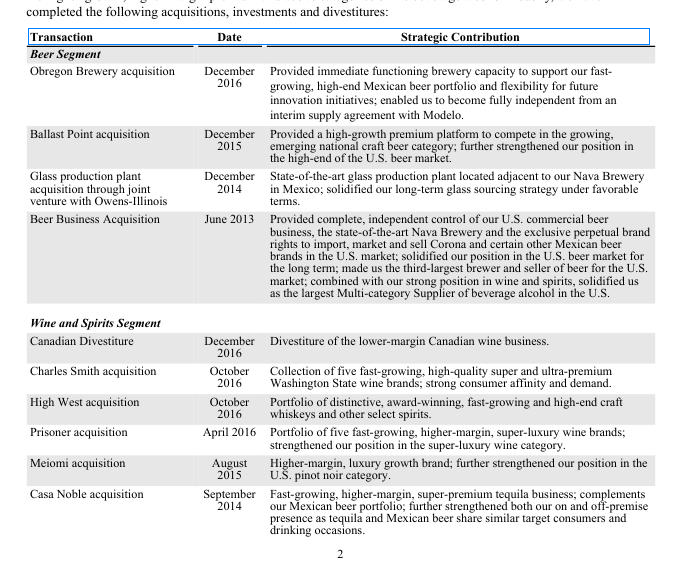 completed the following acquisitions, investments and divestitures:
Transaction Date Strategic Contribution
Beer Segment
Obregon Brewery acquisition December Provided immediate functioning brewery capacity to support our fast-
2016 growing, high-end Mexican beer portfolio and flexibility for future
innovation initiatives; enabled us to become fully independent from an
interim supply agreement with Modelo.
Ballast Point acquisition December Provided a high-growth premium platform to compete in the growing,
2015 emerging national craft beer category; further strengthened our position in
the high-end of the U.S. beer market.
Glass production plant December State-of-the-art glass production plant located adjacent to our Nava Brewery
acquisition through joint 2014 in Mexico; solidified our long-term glass sourcing strategy under favorable
venture with Owens-Illinois terms.
Beer Business Acquisition June 2013 Provided complete, independent control of our U.S. commercial beer
business, the state-of-the-art Nava Brewery and the exclusive perpetual brand
rights to import, market and sell Corona and certain other Mexican beer
brands in the U.S. market; solidified our position in the U.S. beer market for
the long term; made us the third-largest brewer and seller of beer for the U.S.
market; combined with our strong position in wine and spirits, solidified us
as the largest Multi-category Supplier of beverage alcohol in the U.S.
Wine and Spirits Segment
Canadian Divestiture December Divestiture of the lower-margin Canadian wine business.
2016
Charles Smith acquisition October Collection of five fast-growing, high-quality super and ultra-premium
2016 Washington State wine brands; strong consumer affinity and demand.
High West acquisition October Portfolio of distinctive, award-winning, fast-growing and high-end craft
2016 whiskeys and other select spirits.
Prisoner acquisition April 2016 Portfolio of five fast-growing, higher-margin, super-luxury wine brands;
strengthened our position in the super-luxury wine category.
Meiomi acquisition August Higher-margin, luxury growth brand; further strengthened our position in the
2015 U.S. pinot noir category.
Casa Noble acquisition September Fast-growing, higher-margin, super-premium tequila business; complements
2014 our Mexican beer portfolio; further strengthened both our on and off-premise
presence as tequila and Mexican beer share similar target consumers and
drinking occasions.
2